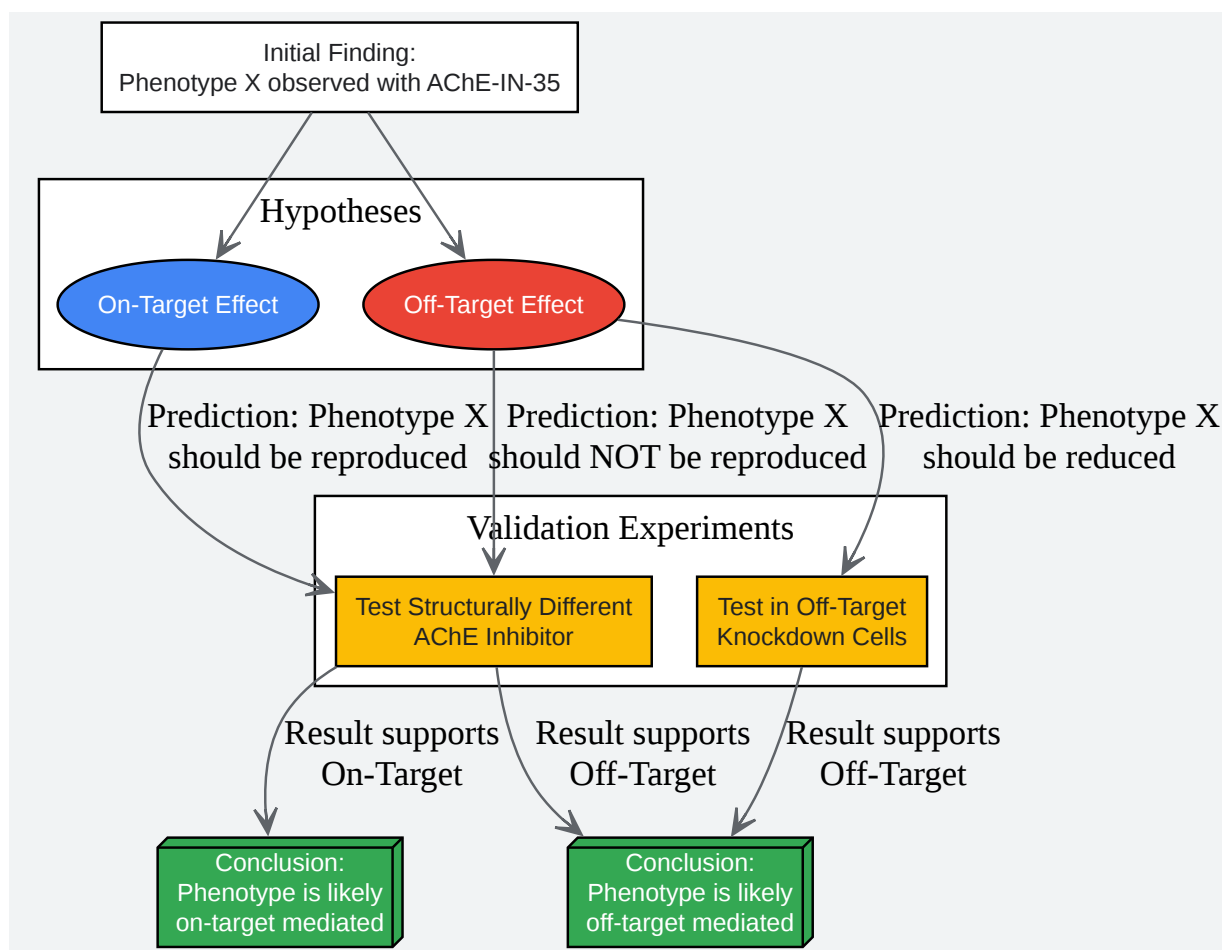 Initial Finding:
Phenotype X observed with AChE-IN-35
Hypotheses
On-Target Effect
Off-Target Effect
Prediction: Phenotype X
should be reproduced
Prediction: Phenotype X
should NOT be reproduced
Prediction: Phenotype X
should be reduced
Validation Experiments
Test Structurally Different
AChE Inhibitor
Test in Off-Target
Knockdown Cells
Result supports
On-Target
Result supports
Off-Target
Result supports
Off-Target
Conclusion:
Phenotype is likely
on-target mediated
Conclusion:
Phenotype is likely
off-target mediated